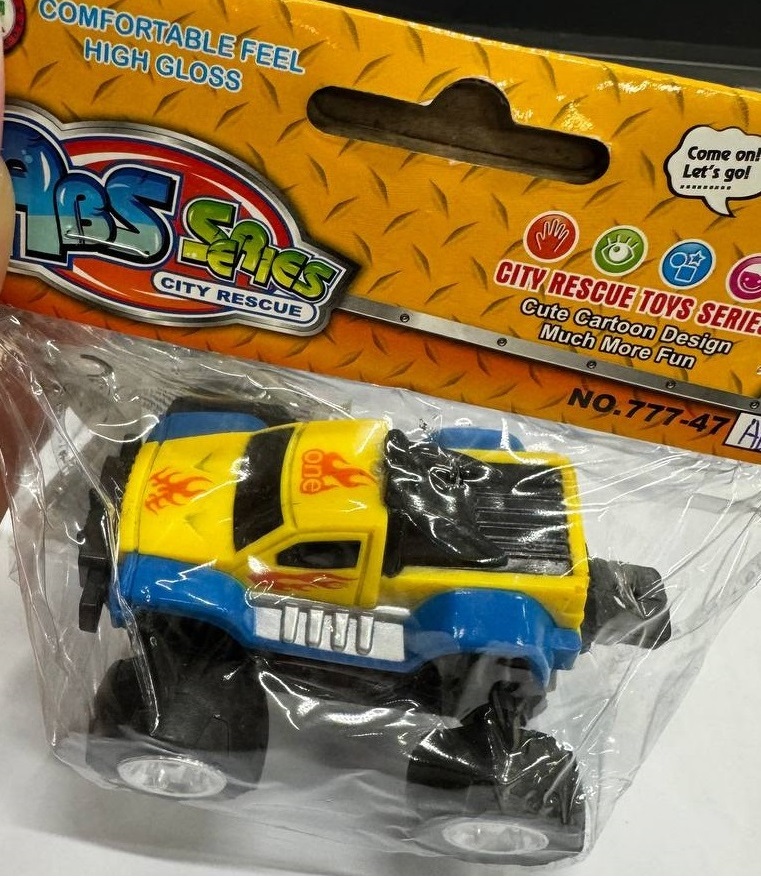 COMFORTABLE FEEL
HIGH GLOSS
ABS
SERIES
CITY RESCUE
Come on!
Let's go!
CITY RESCUE TOYS SERIES
Cute Cartoon Design
Much More Fun
NO.777-47
one